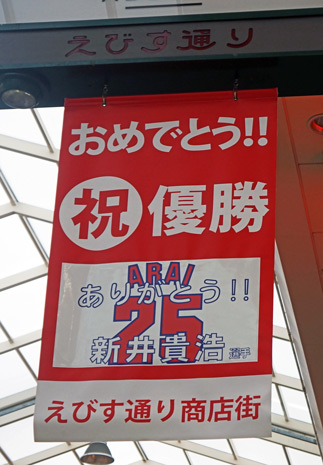 えびす通り
おめでとう!!
祝 優勝
ARAI
25
ありがとう!!
新井貴浩 選手
えびす通り商店街